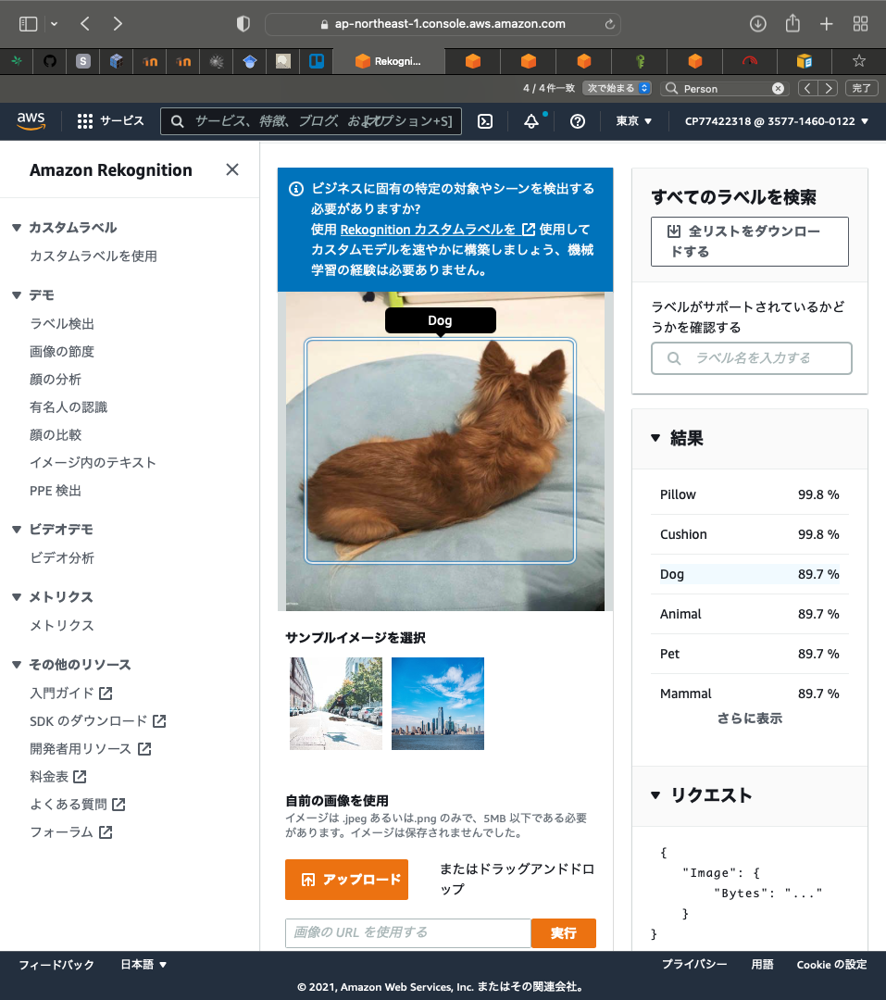 ap-northeast-1.console.aws.amazon.com
Rekogni...
4 / 4件一致
次で始まる
Person
完了
aws
サービス
サービス、特徴、ブログ、および
オプション+S]
東京
CP77422318 @ 3577-1460-0122
Amazon Rekognition
カスタムラベル
カスタムラベルを使用
デモ
ラベル検出
画像の節度
顔の分析
有名人の認識
顔の比較
イメージ内のテキスト
PPE 検出
ビデオデモ
ビデオ分析
メトリクス
メトリクス
その他のリソース
入門ガイド
SDK のダウンロード
開発者用リソース
料金表
よくある質問
フォーラム
ビジネスに固有の特定の対象やシーンを検出する
必要がありますか?
使用 Rekognition カスタムラベルを 使用して
カスタムモデルを速やかに構築しましょう、機械
学習の経験は必要ありません。
Dog
サンプルイメージを選択
自前の画像を使用
イメージは .jpeg あるいは.png のみで、5MB 以下である必要
があります。イメージは保存されませんでした。
アップロード
またはドラッグアンドドロ
ップ
画像の URL を使用する
実行
すべてのラベルを検索
全リストをダウンロー
ドする
ラベルがサポートされているかど
うかを確認する
ラベル名を入力する
結果
Pillow 99.8 %
Cushion 99.8 %
Dog 89.7 %
Animal 89.7 %
Pet 89.7 %
Mammal 89.7 %
さらに表示
リクエスト
{
"Image": {
"Bytes": "..."
}
}
フィードバック
日本語
プライバシー
用語
Cookie の設定
© 2021, Amazon Web Services, Inc. またはその関連会社。